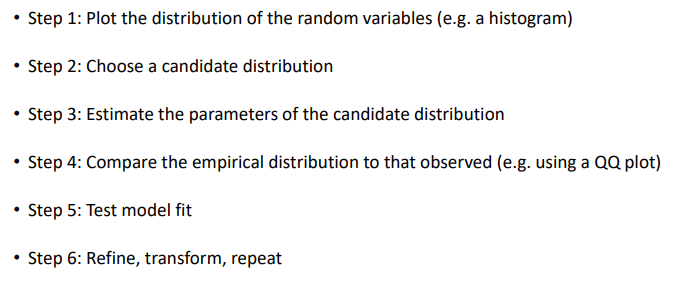 • Step 1: Plot the distribution of the random variables (e.g. a histogram)
• Step 2: Choose a candidate distribution
• Step 3: Estimate the parameters of the candidate distribution
• Step 4: Compare the empirical distribution to that observed (e.g. using a QQ plot)
• Step 5: Test model fit
• Step 6: Refine, transform, repeat